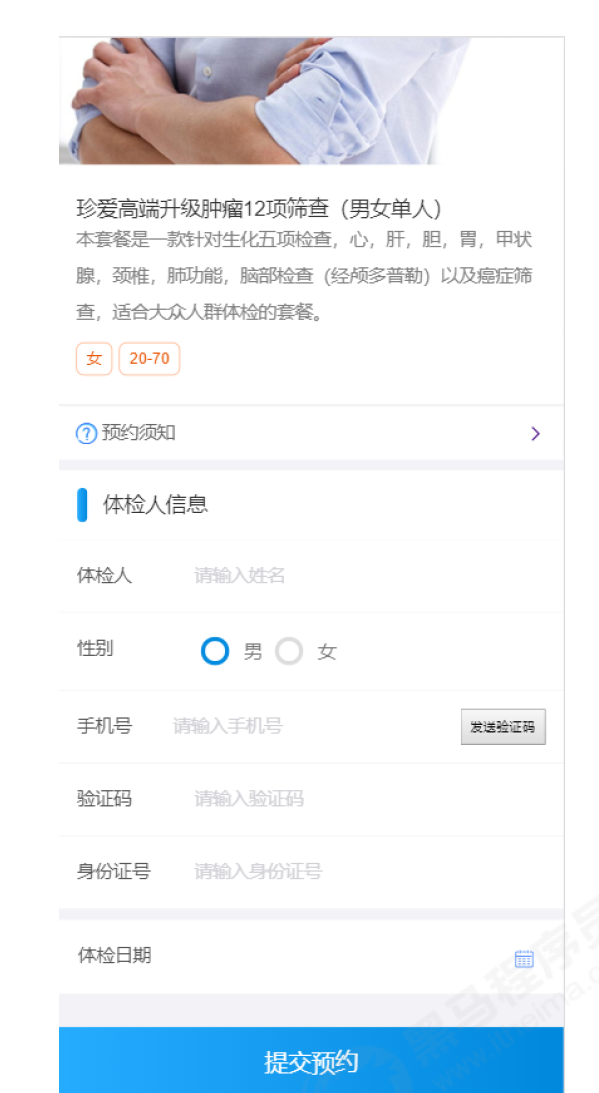 珍爱高端升级肿瘤12项筛查（男女单人）
本套餐是一款针对生化五项检查，心，肝，胆，胃，甲状
腺，颈椎，肺功能，脑部检查（经颅多普勒）以及癌症筛
查，适合大众人群体检的套餐。
女 20-70
预约须知
体检人信息
体检人 请输入姓名
性别 男 女
手机号 请输入手机号 发送验证码
验证码 请输入验证码
身份证号 请输入身份证号
体检日期
提交预约
黑马程序员